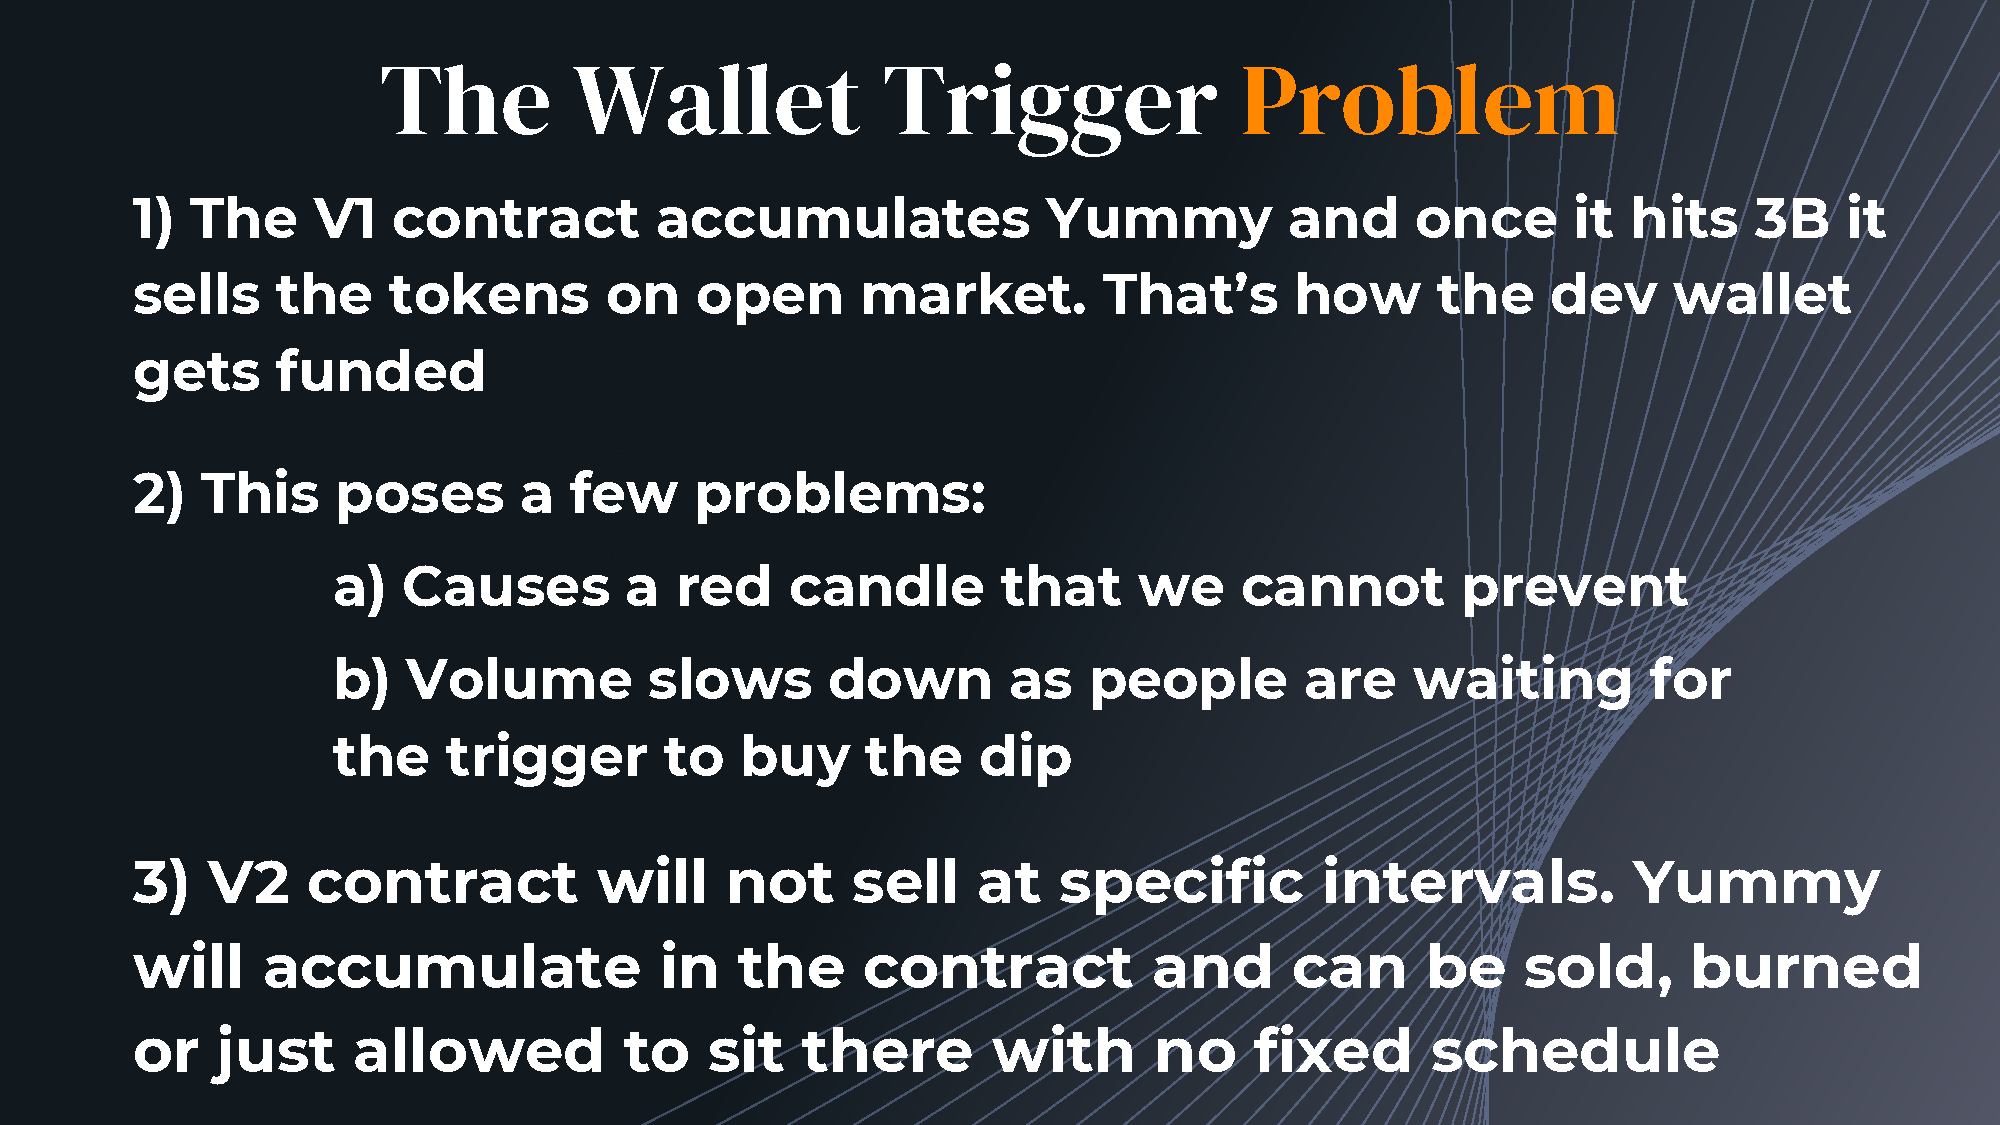 The Wallet Trigger Problem
1) The V1 contract accumulates Yummy and once it hits 3B it
sells the tokens on open market. That’s how the dev wallet
gets funded
2) This poses a few problems:
a) Causes a red candle that we cannot prevent
b) Volume slows down as people are waiting for
the trigger to buy the dip
3) V2 contract will not sell at specific intervals. Yummy
will accumulate in the contract and can be sold, burned
or just allowed to sit there with no fixed schedule